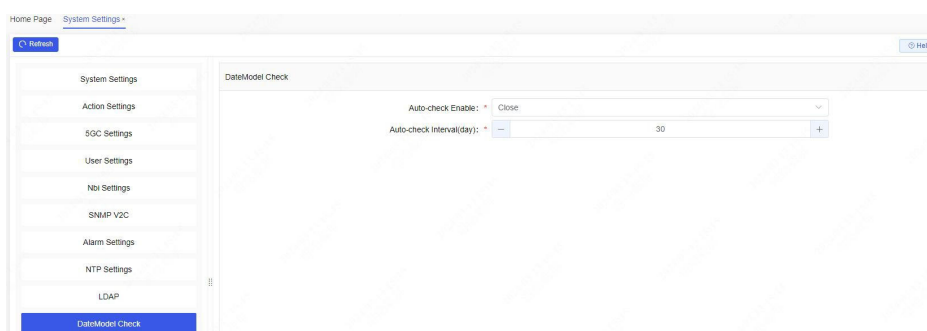 Home Page System Settings
Refresh
Hel
System Settings
Action Settings
5GC Settings
User Settings
Nbi Settings
SNMP V2C
Alarm Settings
NTP Settings
LDAP
DateModel Check
DateModel Check
Auto-check Enable: * Close
Auto-check Interval(day): * − 30 +